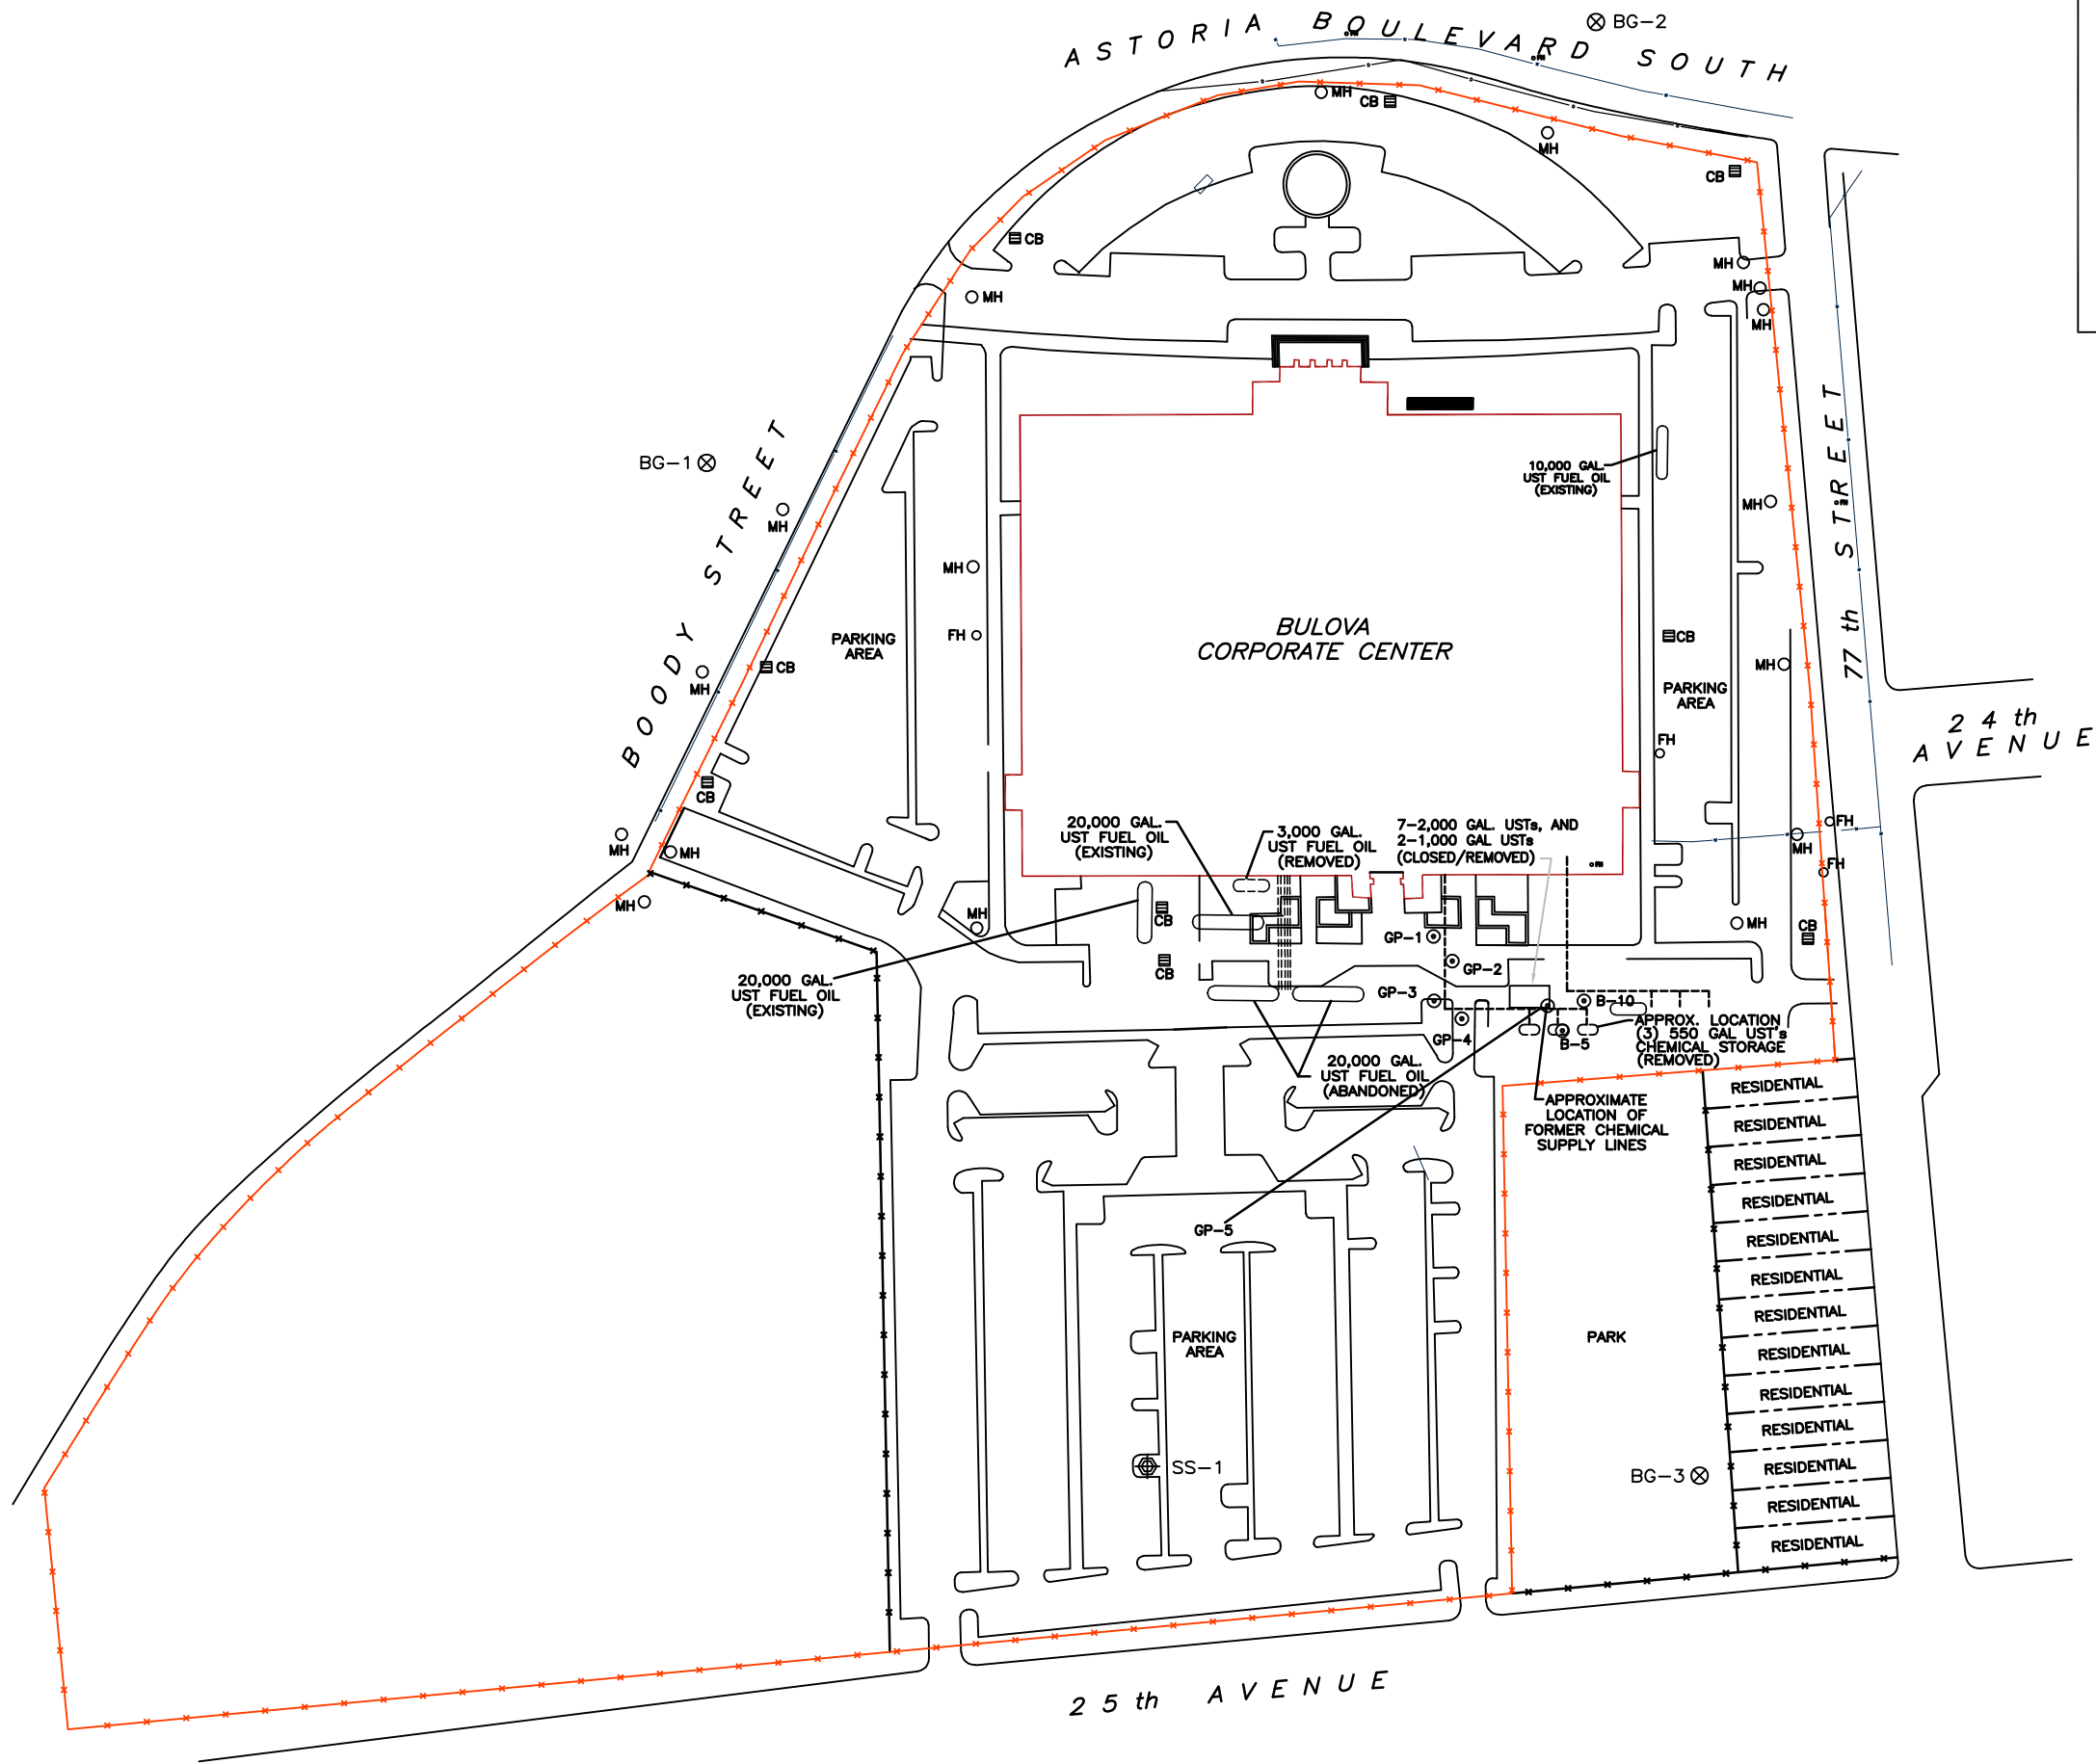 ASTORIA BOULEVARD SOUTH
BG-2
MH
CB
MH
CB
CB
MH
MH
MH
MH
BOODY STREET
BG-1
MH
MH
CB
MH
CB
MH
MH
MH
MH
FH
PARKING
AREA
BULOVA
CORPORATE CENTER
10,000 GAL.
UST FUEL OIL
(EXISTING)
MH
77 th STREET
CB
MH
PARKING
AREA
FH
24 th
AVENUE
FH
MH
FH
MH
CB
20,000 GAL.
UST FUEL OIL
(EXISTING)
3,000 GAL.
UST FUEL OIL
(REMOVED)
7-2,000 GAL. USTs, AND
2-1,000 GAL USTs
(CLOSED/REMOVED)
MH
CB
CB
20,000 GAL.
UST FUEL OIL
(EXISTING)
GP-1
GP-2
GP-3
GP-4
B-10
B-5
APPROX. LOCATION
(3) 550 GAL UST's
CHEMICAL STORAGE
(REMOVED)
20,000 GAL.
UST FUEL OIL
(ABANDONED)
APPROXIMATE
LOCATION OF
FORMER CHEMICAL
SUPPLY LINES
GP-5
PARKING
AREA
SS-1
PARK
BG-3
RESIDENTIAL
RESIDENTIAL
RESIDENTIAL
RESIDENTIAL
RESIDENTIAL
RESIDENTIAL
RESIDENTIAL
RESIDENTIAL
RESIDENTIAL
RESIDENTIAL
RESIDENTIAL
RESIDENTIAL
RESIDENTIAL
25th AVENUE